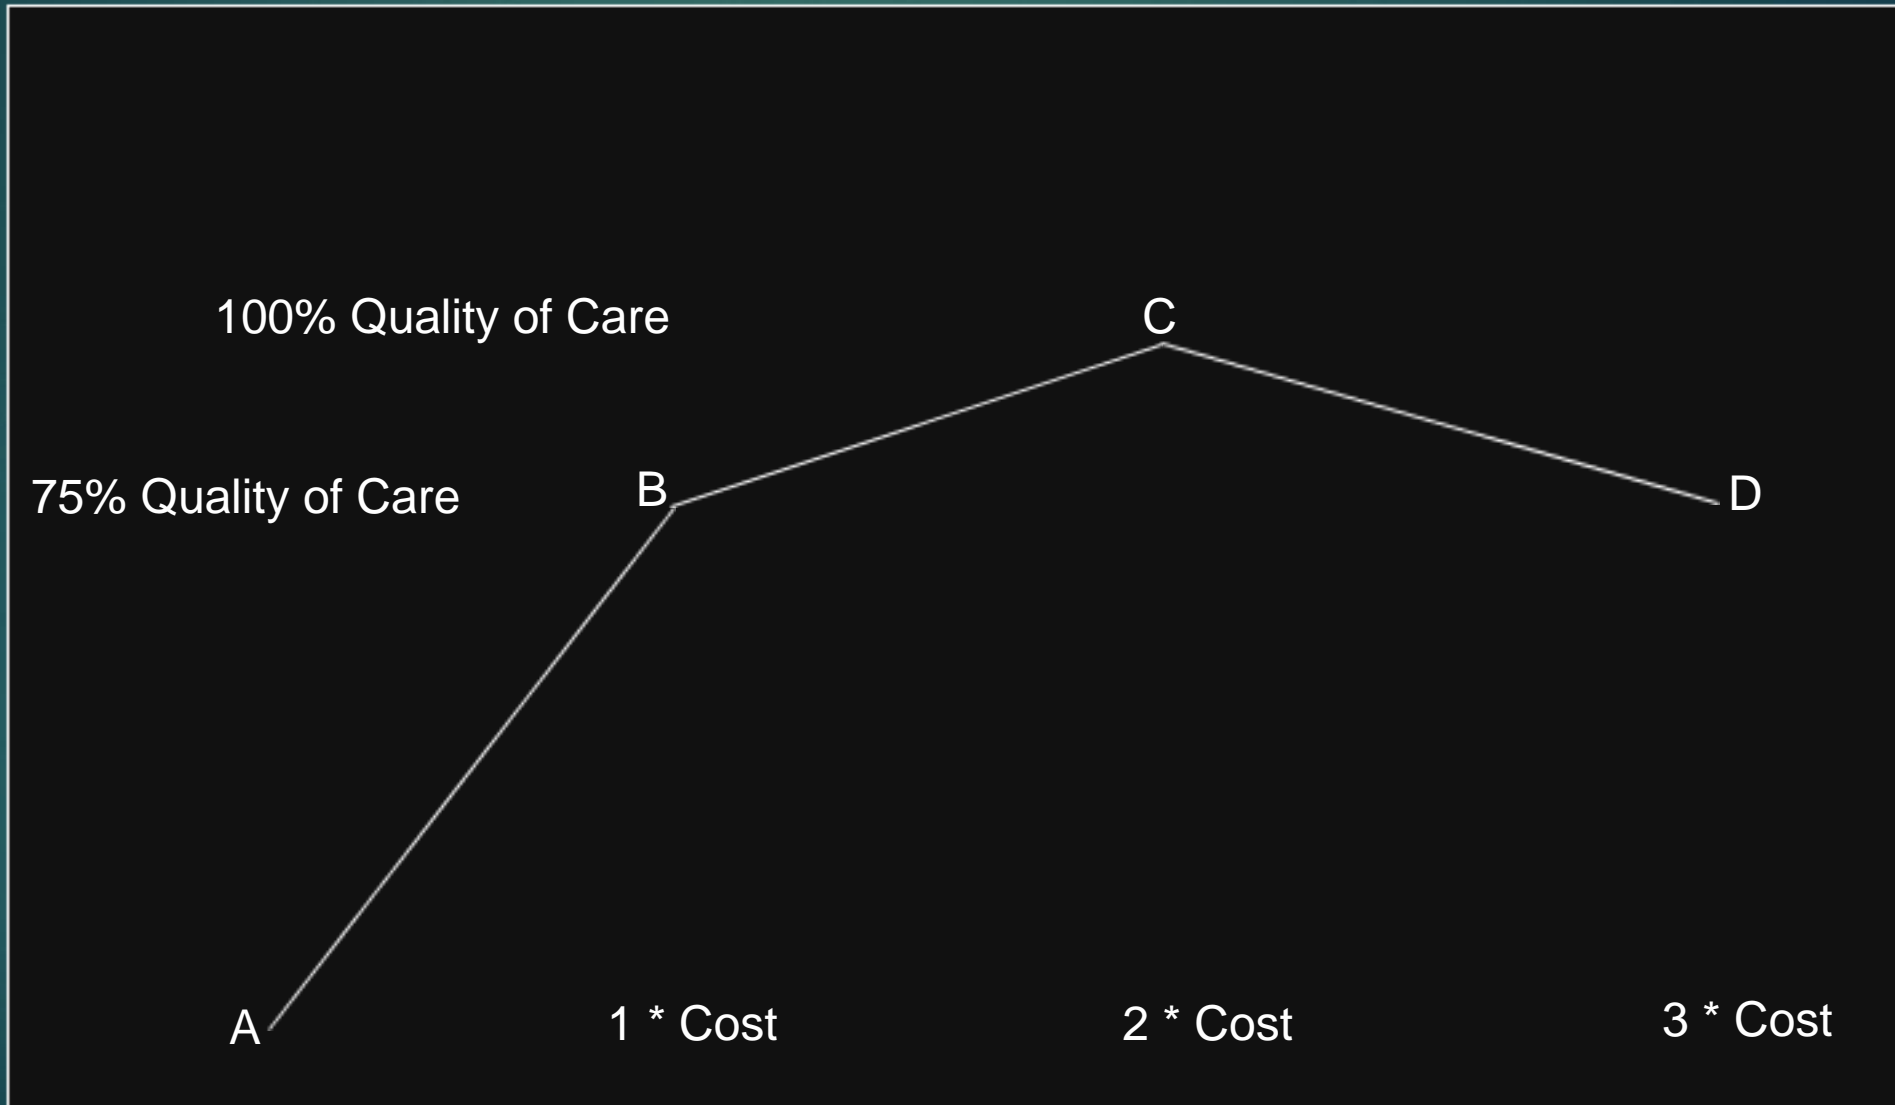 100% Quality of Care
C
75% Quality of Care
B
D
A
1 * Cost
2 * Cost
3 * Cost